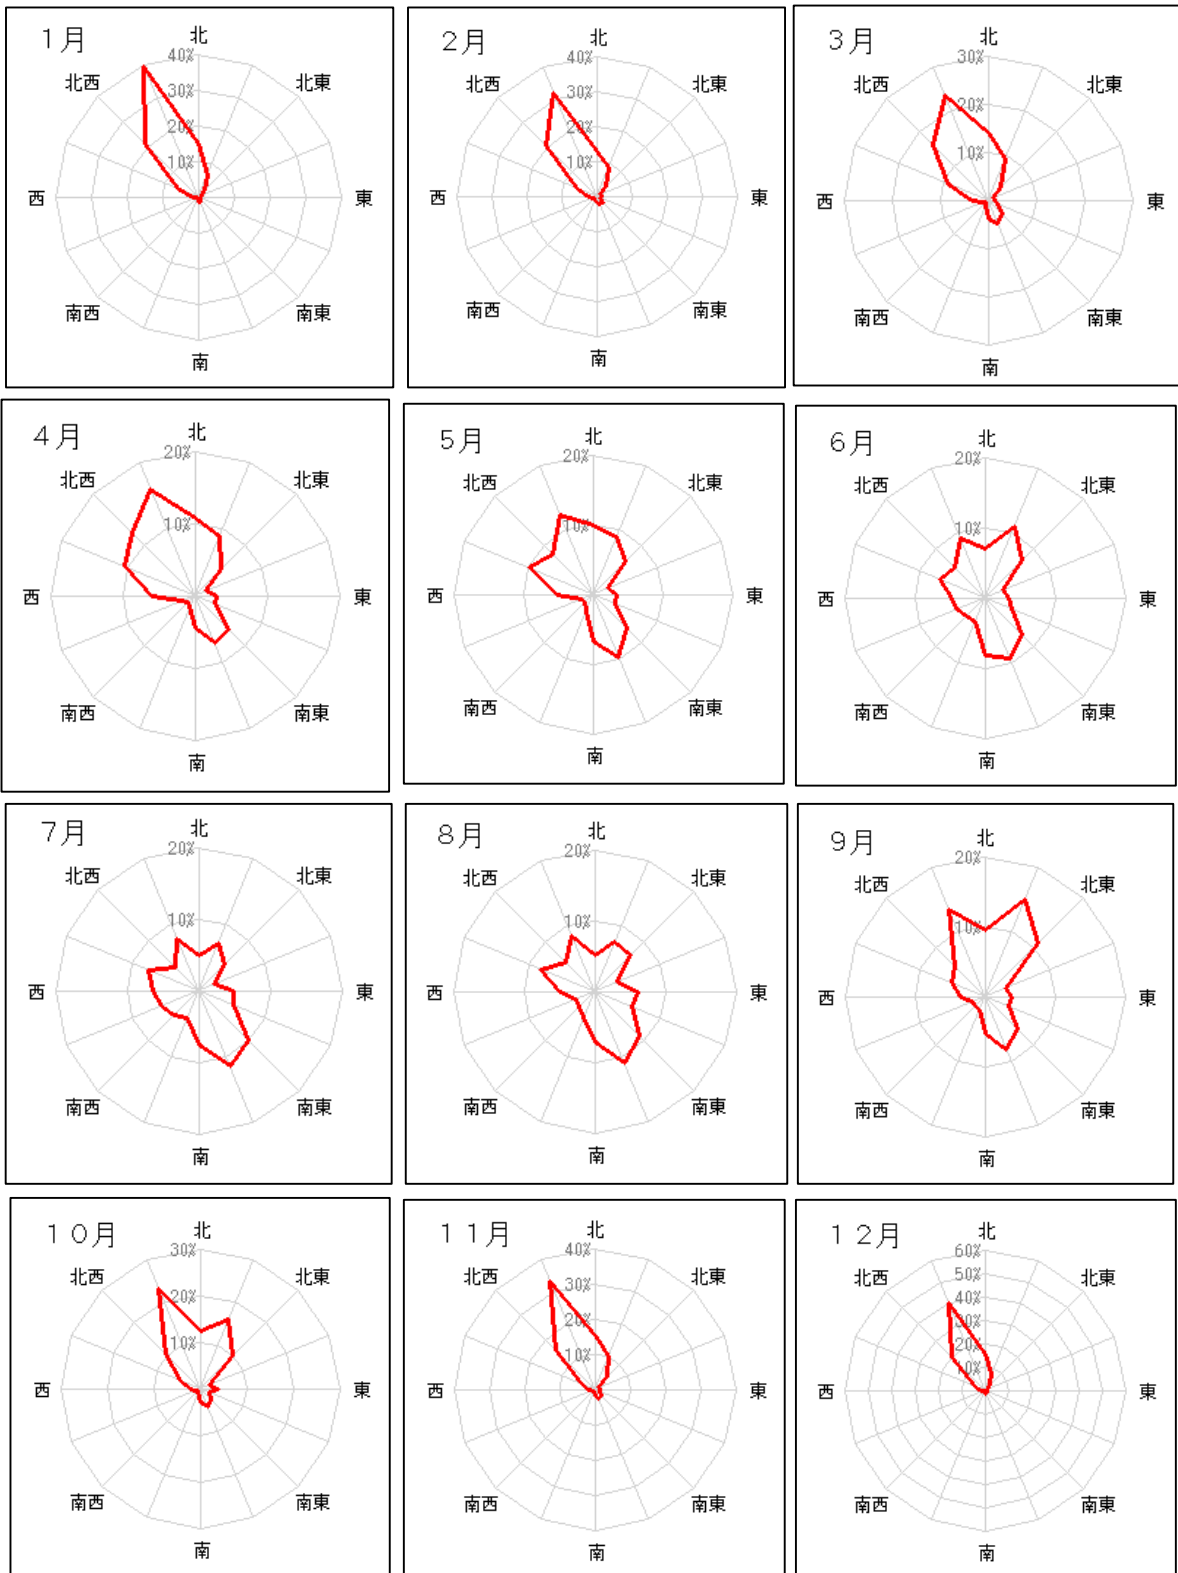 1月
北
40%
30%
20%
10%
北西
北東
西
東
南西
南東
南
2月
北
40%
30%
20%
10%
北西
北東
西
東
南西
南東
南
3月
北
30%
20%
10%
北西
北東
西
東
南西
南東
南
4月
北
20%
10%
北西
北東
西
東
南西
南東
南
5月
北
20%
10%
北西
北東
西
東
南西
南東
南
6月
北
20%
10%
北西
北東
西
東
南西
南東
南
7月
北
20%
10%
北西
北東
西
東
南西
南東
南
8月
北
20%
10%
北西
北東
西
東
南西
南東
南
9月
北
20%
10%
北西
北東
西
東
南西
南東
南
10月
北
30%
20%
10%
北西
北東
西
東
南西
南東
南
11月
北
40%
30%
20%
10%
北西
北東
西
東
南西
南東
南
12月
北
60%
50%
40%
30%
20%
10%
北西
北東
西
東
南西
南東
南